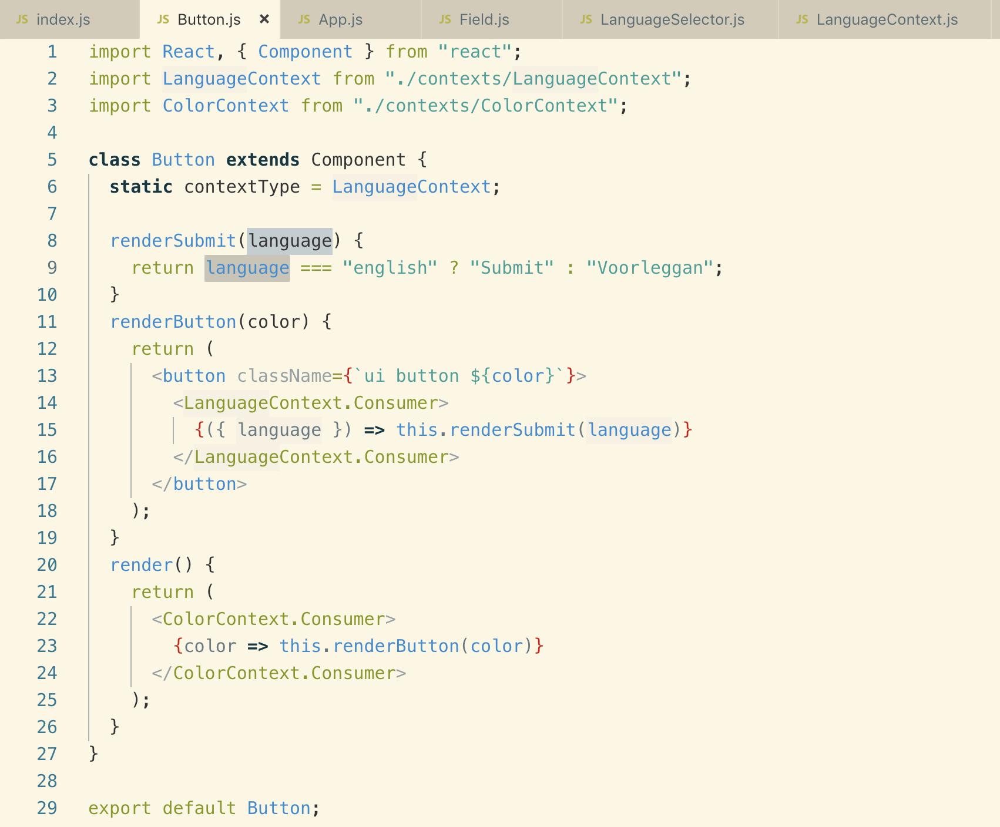 JS index.js JS Button.js × JS App.js JS Field.js JS LanguageSelector.js JS LanguageContext.js
1 import React, { Component } from "react";
2 import LanguageContext from "./contexts/LanguageContext";
3 import ColorContext from "./contexts/ColorContext";
4
5 class Button extends Component {
6   static contextType = LanguageContext;
7
8   renderSubmit(language) {
9     return language === "english" ? "Submit" : "Voorleggan";
10   }
11   renderButton(color) {
12     return (
13       <button className={`ui button ${color}`}>
14         <LanguageContext.Consumer>
15           {({ language }) => this.renderSubmit(language)}
16         </LanguageContext.Consumer>
17       </button>
18     );
19   }
20   render() {
21     return (
22       <ColorContext.Consumer>
23         {color => this.renderButton(color)}
24       </ColorContext.Consumer>
25     );
26   }
27 }
28
29 export default Button;